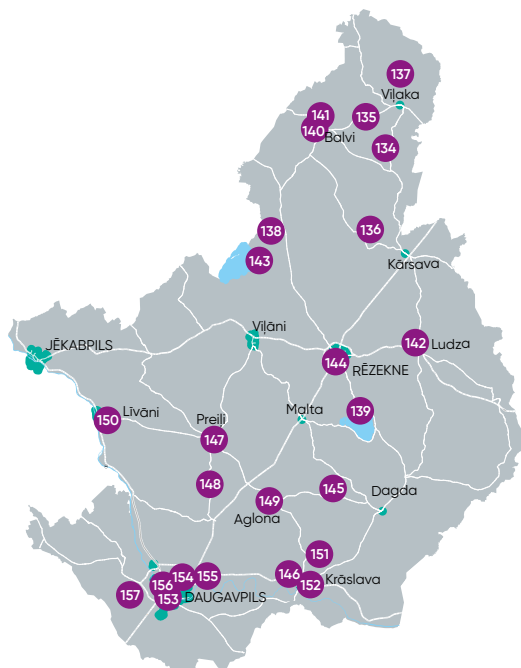 137
Viļaka
141
135
140
Balvi
134
138
136
143
Kārsava
Viļāni
142
Ludza
JĒKABPILS
144
RĒZEKNE
139
Līvāni
150
Preiļi
Malta
147
148
145
149
Dagda
Aglona
151
146
152
Krāslava
154
155
156
157
153
DAUGAVPILS